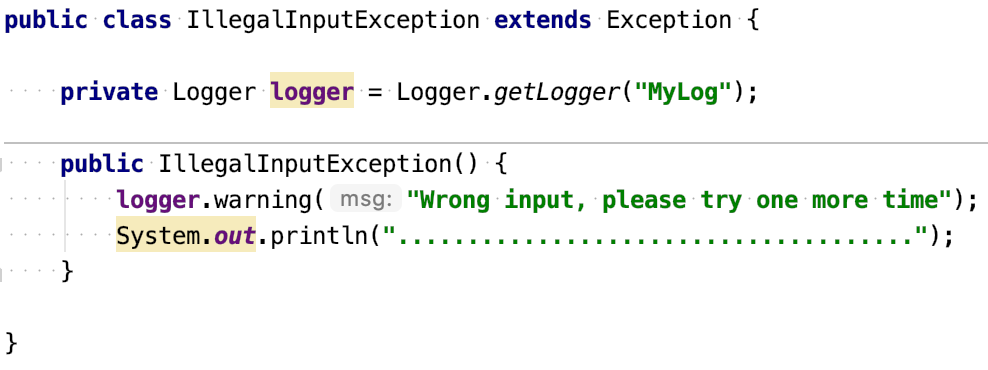 public class IllegalInputException extends Exception {
private Logger logger = Logger.getLogger("MyLog");
public IllegalInputException() {
logger.warning( msg: "Wrong input, please try one more time");
System.out.println(".....................................");
}
}